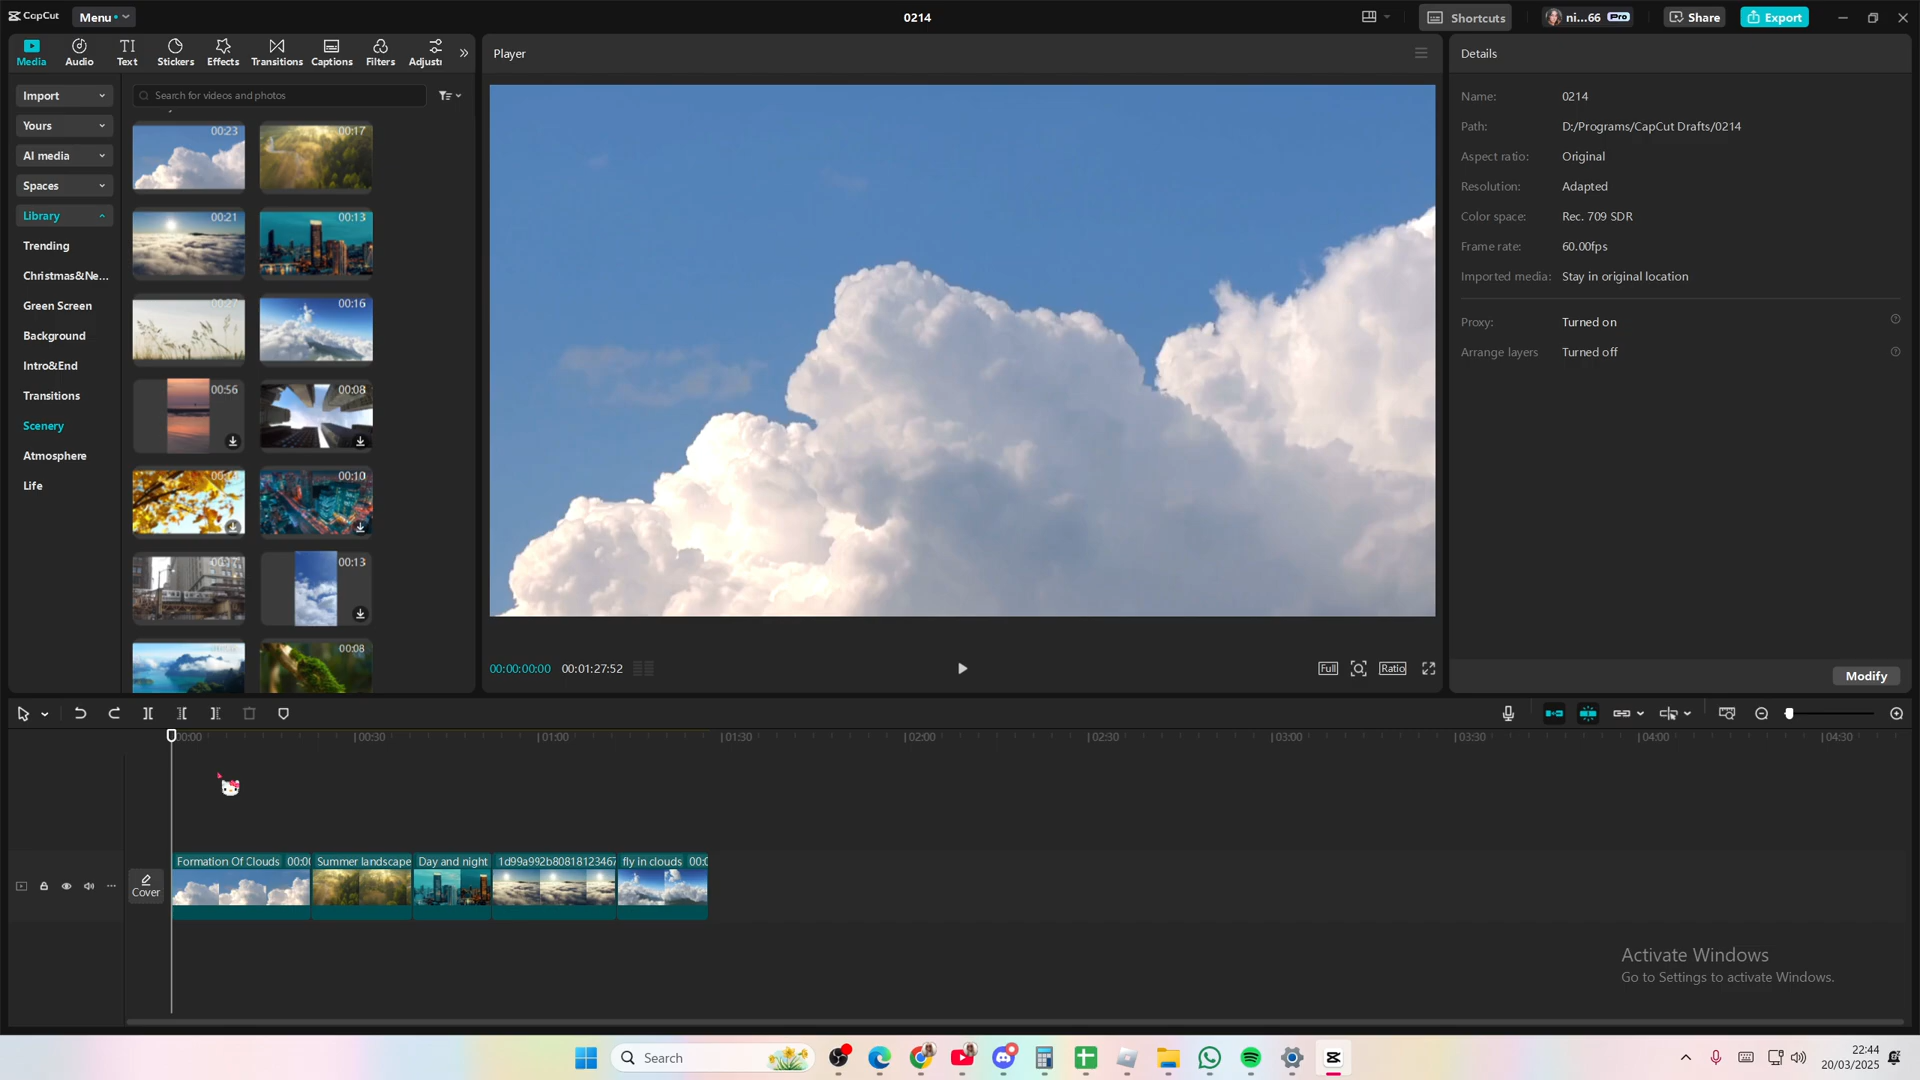 CapCut Menu 0214 Shortcuts ni...66 Pro Share Export
Media Audio Text Stickers Effects Transitions Captions Filters Adjustı
Player
Details
Import
Yours
AI media
Spaces
Library
Trending
Christmas&Ne...
Green Screen
Background
Intro&End
Transitions
Scenery
Atmosphere
Life
Search for videos and photos
00:23 00:17
00:21 00:13
00:27 00:16
00:56 00:08
00:10
00:13
00:08
00:00:00:00 00:01:27:52
Full Ratio
Name: 0214
Path: D:/Programs/CapCut Drafts/0214
Aspect ratio: Original
Resolution: Adapted
Color space: Rec. 709 SDR
Frame rate: 60.00fps
Imported media: Stay in original location
Proxy: Turned on
Arrange layers Turned off
Modify
00:00 00:30 01:00 01:30 02:00 02:30 03:00 03:30 04:00 04:30
Cover
Formation Of Clouds 00:00 Summer landscape Day and night 1d99a992b80818123467 fly in clouds 00:0
Activate Windows
Go to Settings to activate Windows.
Search
22:44
20/03/2025